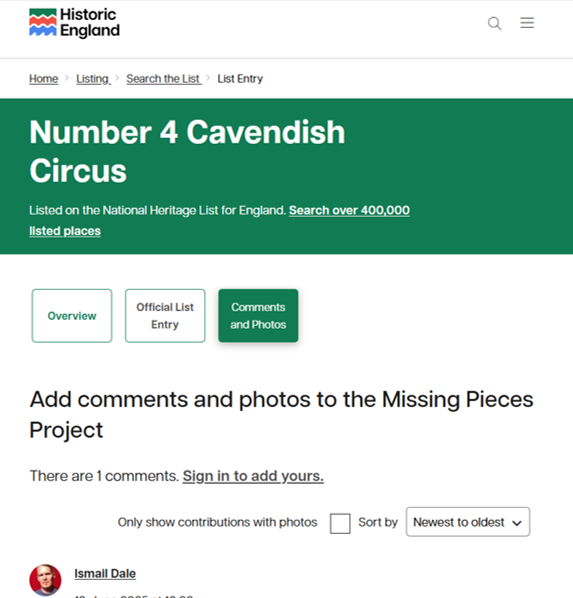 Historic
England
Home > Listing > Search the List > List Entry
Number 4 Cavendish
Circus
Listed on the National Heritage List for England. Search over 400,000
listed places
Overview
Official List
Entry
Comments
and Photos
Add comments and photos to the Missing Pieces
Project
There are 1 comments. Sign in to add yours.
Only show contributions with photos
Sort by
Newest to oldest
Ismail Dale